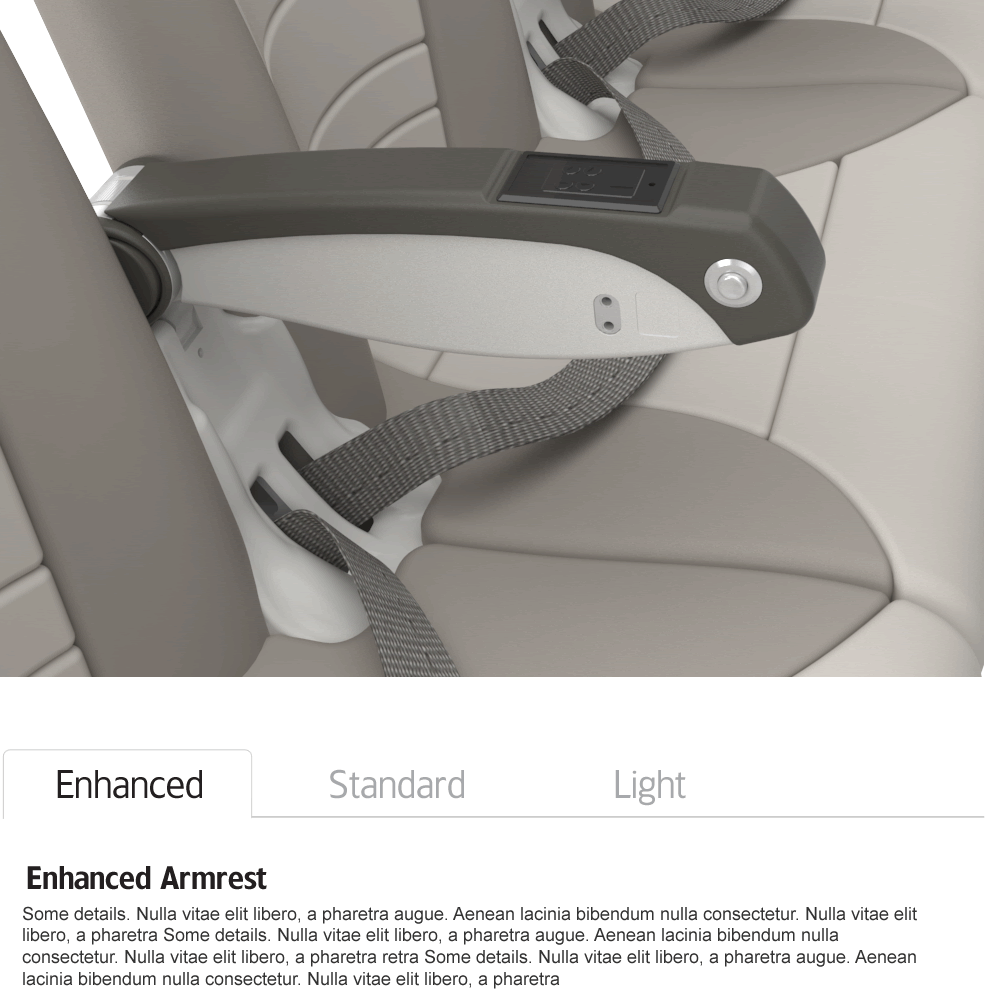 Enhanced
Standard
Light
Enhanced Armrest
Some details. Nulla vitae elit libero, a pharetra augue. Aenean lacinia bibendum nulla consectetur. Nulla vitae elit
libero, a pharetra Some details. Nulla vitae elit libero, a pharetra augue. Aenean lacinia bibendum nulla
consectetur. Nulla vitae elit libero, a pharetra retra Some details. Nulla vitae elit libero, a pharetra augue. Aenean
lacinia bibendum nulla consectetur. Nulla vitae elit libero, a pharetra